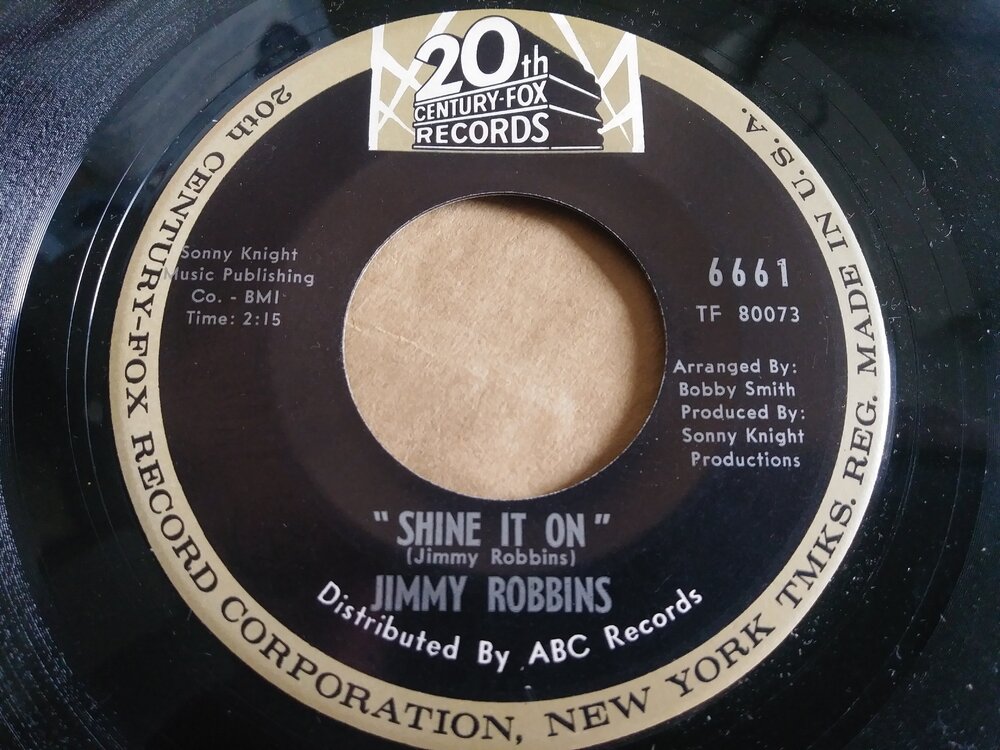 20th
CENTURY-FOX
RECORDS
20th CENTURY-FOX RECORD CORPORATION, NEW YORK TMKS. REG. MADE IN U.S.A.
Sonny Knight
Music Publishing
Co. - BMI
Time: 2:15
6661
TF 80073
Arranged By:
Bobby Smith
Produced By:
Sonny Knight
Productions
"SHINE IT ON"
(Jimmy Robbins)
JIMMY ROBBINS
Distributed By ABC Records